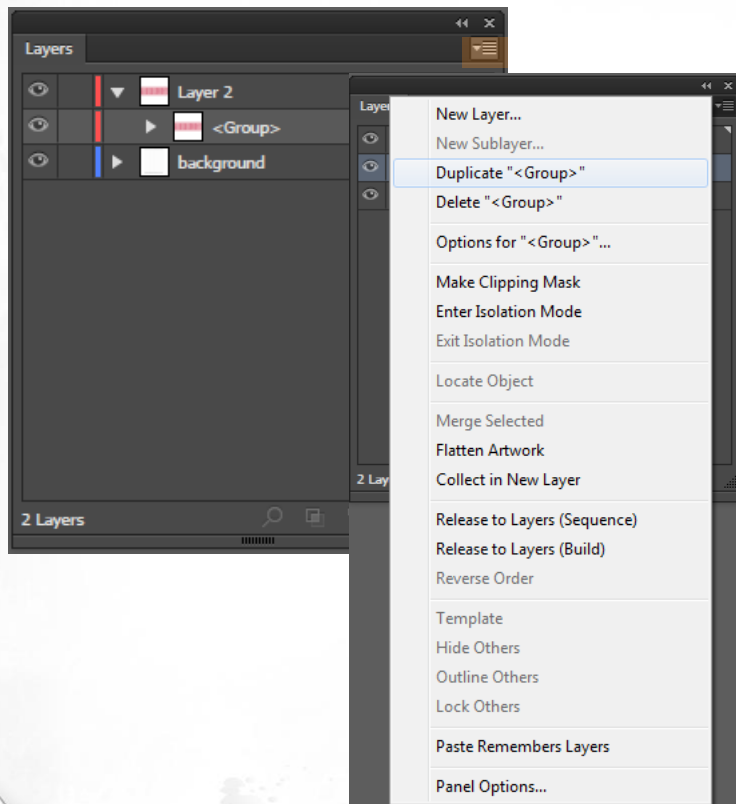 Layers
Layer 2
<Group>
background
2 Layers
Laye
New Layer...
New Sublayer...
Duplicate "<Group>"
Delete "<Group>"
Options for "<Group>"...
Make Clipping Mask
Enter Isolation Mode
Exit Isolation Mode
Locate Object
Merge Selected
Flatten Artwork
Collect in New Layer
2 Lay
Release to Layers (Sequence)
Release to Layers (Build)
Reverse Order
Template
Hide Others
Outline Others
Lock Others
Paste Remembers Layers
Panel Options...